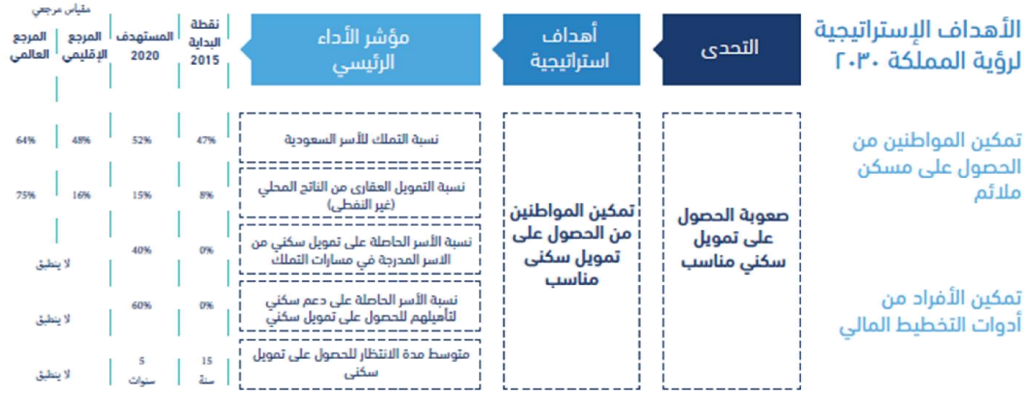 الأهداف الإستراتيجية
لرؤية المملكة ٢٠٣٠
التحدى
أهداف
استراتيجية
مؤشر الأداء
الرئيسي
نقطة
البداية
2015
المستهدف
2020
مقياس مرجعي
المرجع
الإقليمي
المرجع
العالمي
تمكين المواطنين من
الحصول على مسكن
ملائم
تمكين الأفراد من
أدوات التخطيط المالي
صعوبة الحصول
على تمويل
سكني مناسب
تمكين المواطنين
من الحصول على
تمويل سكنى
مناسب
نسبة التملك للأسر السعودية
47%
52%
48%
64%
نسبة التمويل العقارى من الناتج المحلي
(غير النفطى)
8%
15%
16%
75%
نسبة الأسر الحاصلة على تمويل سكني من
الاسر المدرجة في مسارات التملك
0%
40%
لا ينطبق
نسبة الأسر الحاصلة على دعم سكني
لتأهيلهم للحصول على تمويل سكني
0%
60%
لا ينطبق
متوسط مدة الانتظار للحصول على تمويل
سكنى
15
سنة
5
سنوات
لا ينطبق